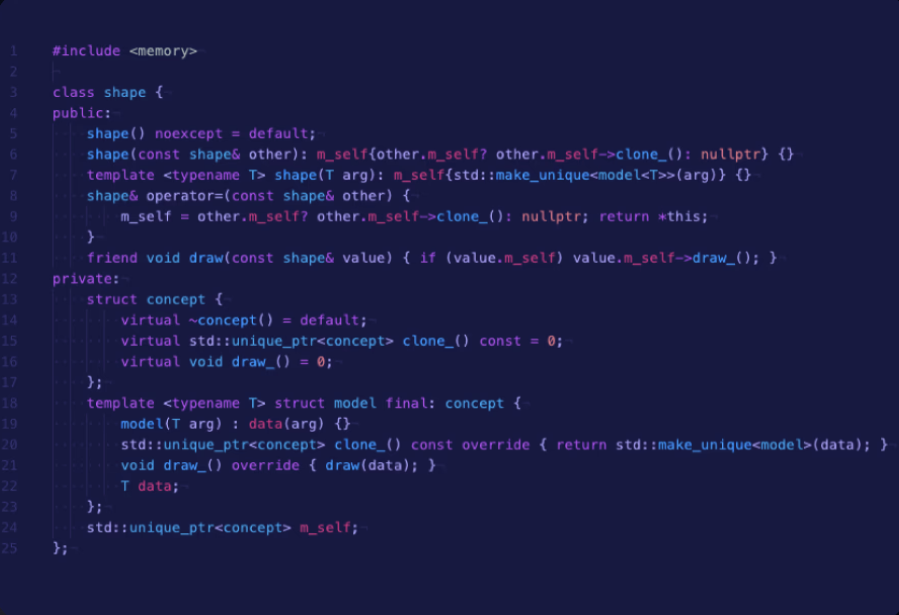 1 #include <memory>
2
3 class shape {
4 public:
5 shape() noexcept = default;
6 shape(const shape& other): m_self{other.m_self? other.m_self->clone_(): nullptr} {}
7 template <typename T> shape(T arg): m_self{std::make_unique<model<T>>(arg)} {}
8 shape& operator=(const shape& other) {
9 m_self = other.m_self? other.m_self->clone_(): nullptr; return *this;
10 }
11 friend void draw(const shape& value) { if (value.m_self) value.m_self->draw_(); }
12 private:
13 struct concept {
14 virtual ~concept() = default;
15 virtual std::unique_ptr<concept> clone_() const = 0;
16 virtual void draw_() = 0;
17 };
18 template <typename T> struct model final: concept {
19 model(T arg) : data(arg) {}
20 std::unique_ptr<concept> clone_() const override { return std::make_unique<model>(data); }
21 void draw_() override { draw(data); }
22 T data;
23 };
24 std::unique_ptr<concept> m_self;
25 };